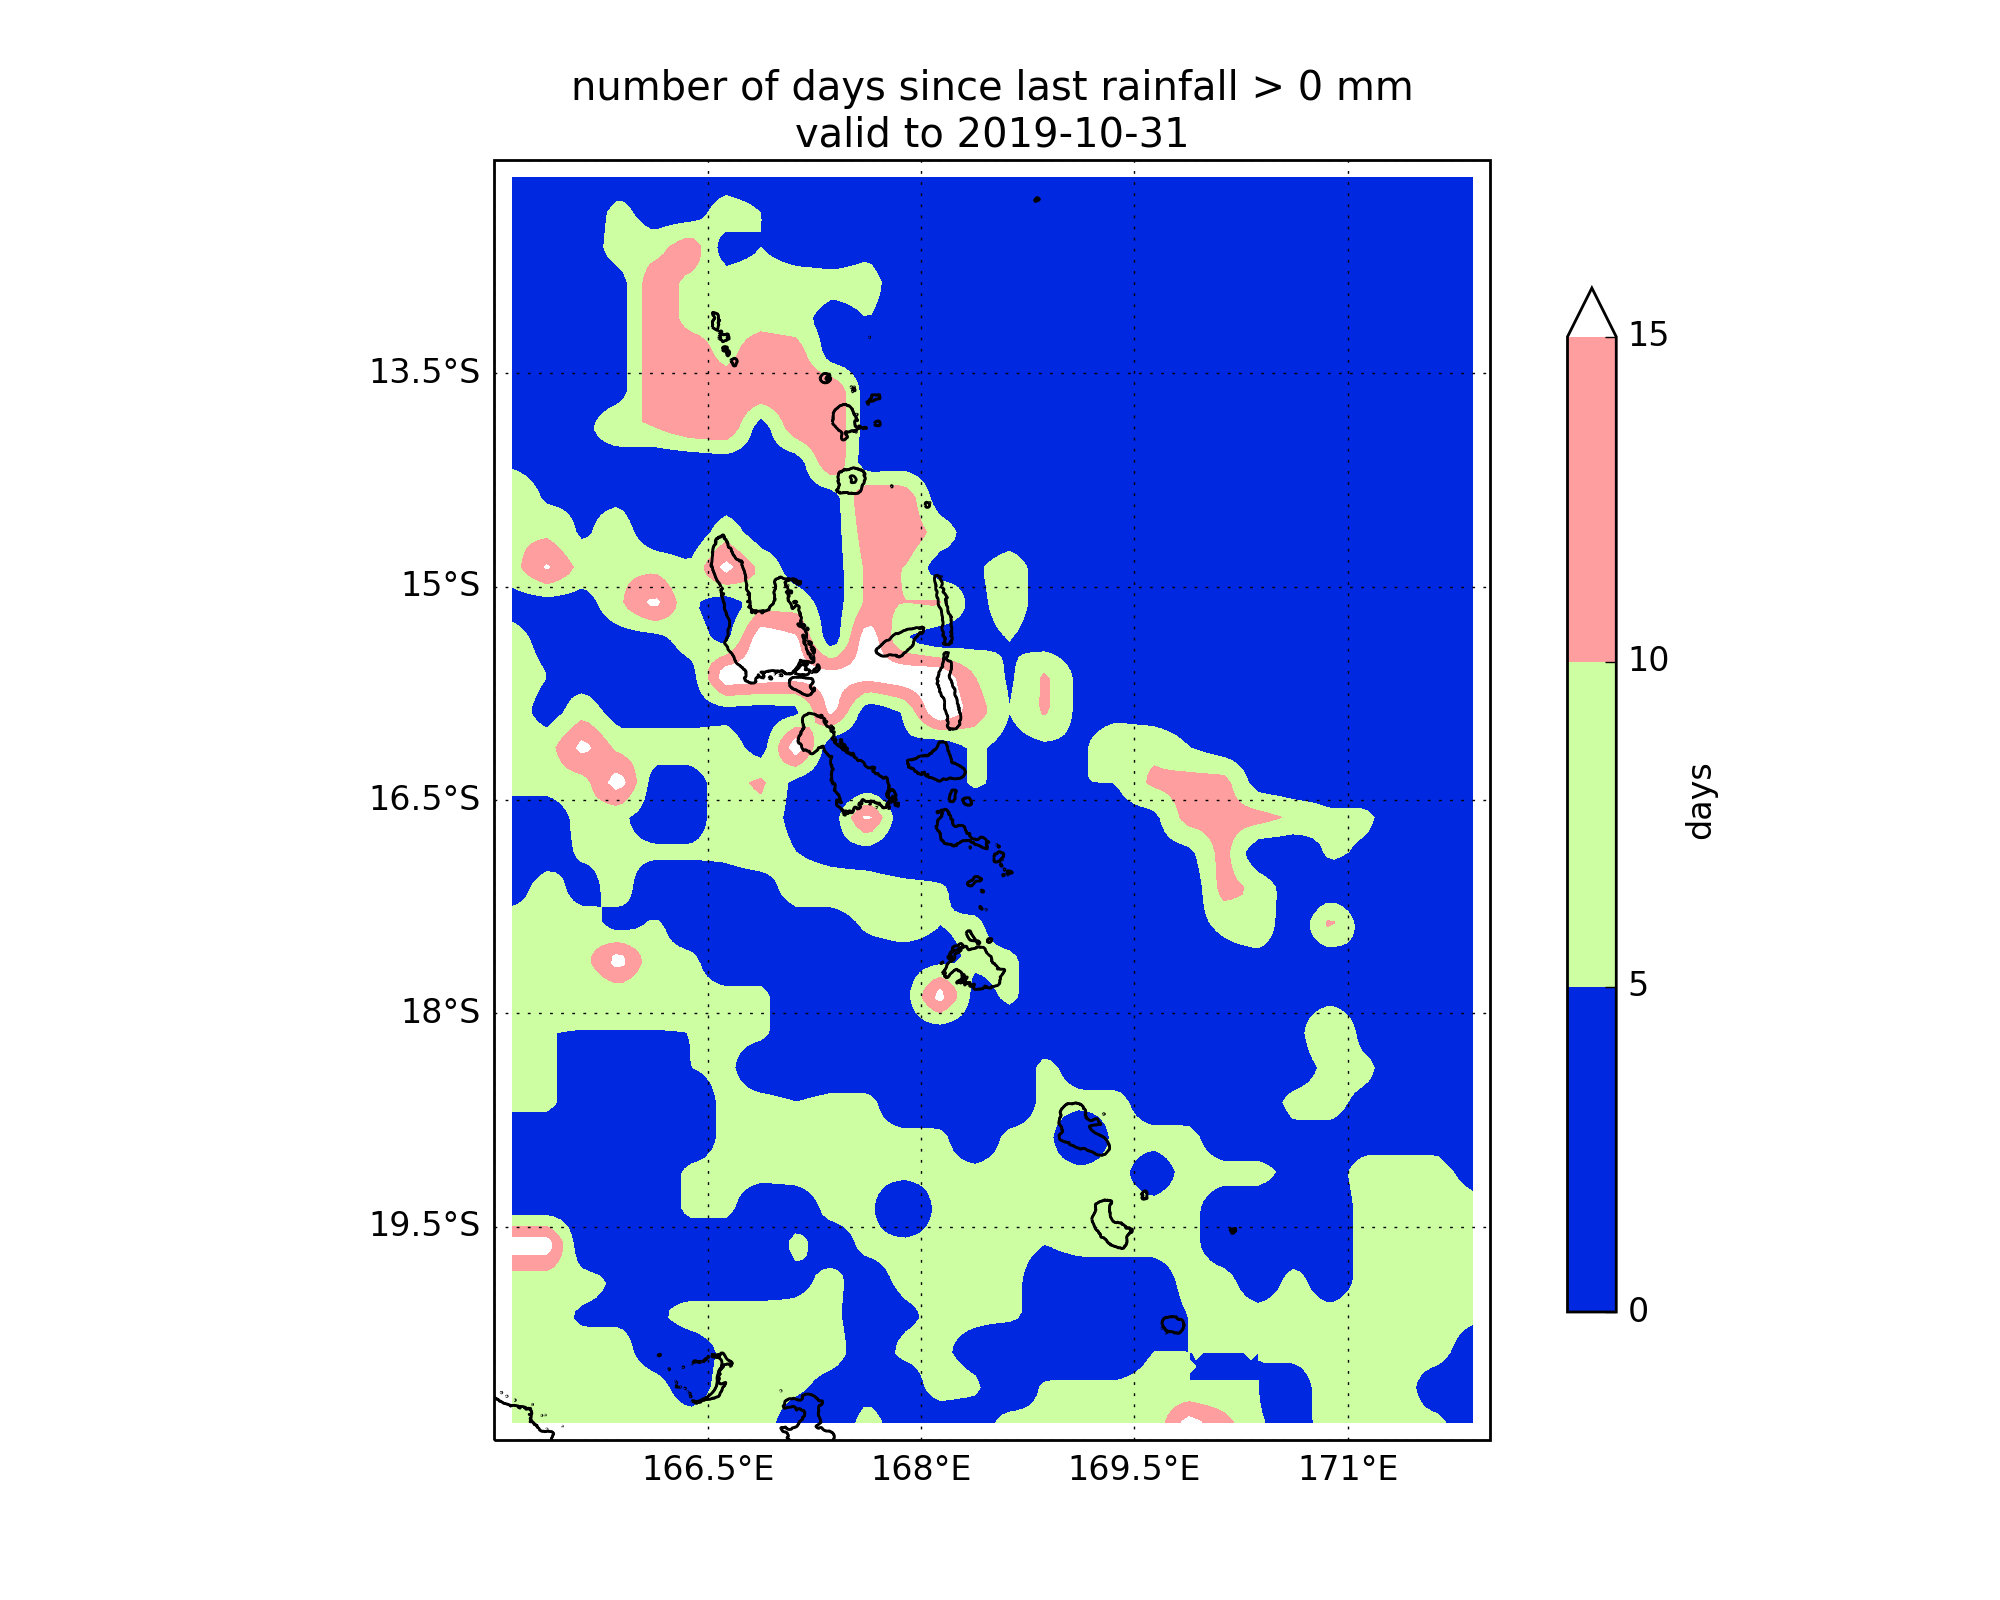 number of days since last rainfall > 0 mm
valid to 2019-10-31
13.5°S
15°S
16.5°S
18°S
19.5°S
166.5°E
168°E
169.5°E
171°E
15
10
5
0
days